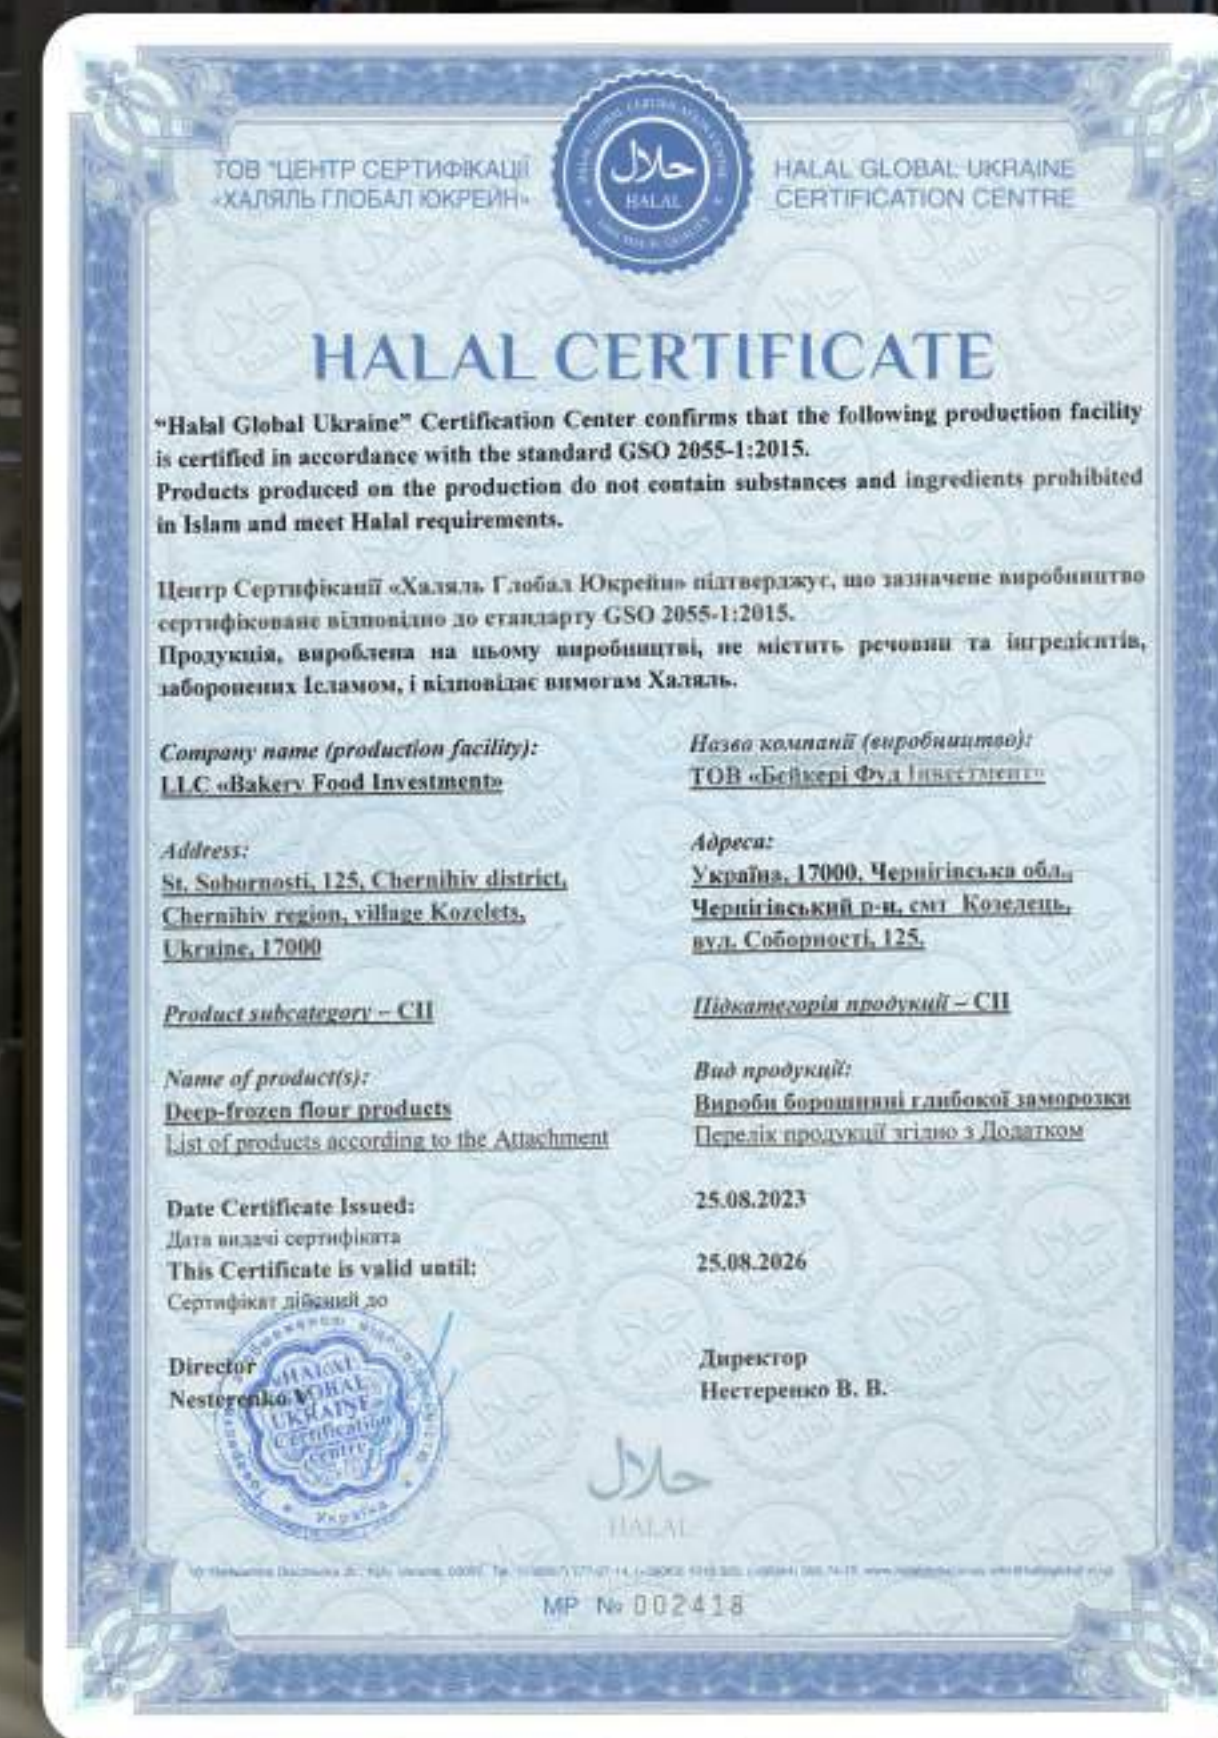 ТОВ "ЦЕНТР СЕРТИФІКАЦІЇ
«ХАЛЯЛЬ ГЛОБАЛ ЮКРЕЙН»
حلال
HALAL
HALAL GLOBAL UKRAINE
CERTIFICATION CENTRE
HALAL CERTIFICATE
“Halal Global Ukraine” Certification Center confirms that the following production facility
is certified in accordance with the standard GSO 2055-1:2015.
Products produced on the production do not contain substances and ingredients prohibited
in Islam and meet Halal requirements.
Центр Сертифікації «Халяль Глобал Юкрейн» підтверджує, що зазначене виробництво
сертифіковане відповідно до стандарту GSO 2055-1:2015.
Продукція, вироблена на цьому виробництві, не містить речовин та інгредієнтів,
заборонених Ісламом, і відповідає вимогам Халяль.
Company name (production facility):
LLC «Bakery Food Investment»
Назва компанії (виробництво):
ТОВ «Бейкері Фуд Інвестмент»
Address:
St. Sobornosti, 125, Chernihiv district,
Chernihiv region, village Kozelets,
Ukraine, 17000
Адреса:
Україна, 17000, Чернігівська обл.,
Чернігівський р-н, смт Козелець,
вул. Соборності, 125.
Product subcategory – CII
Підкатегорія продукції – CII
Name of product(s):
Deep-frozen flour products
List of products according to the Attachment
Вид продукції:
Вироби борошняні глибокої заморозки
Перелік продукції згідно з Додатком
Date Certificate Issued:
25.08.2023
Дата видачі сертифіката
This Certificate is valid until:
25.08.2026
Сертифікат дійсний до
Director
Nesterenko V.
Директор
Нестеренко В. В.
HALAL
GLOBAL
UKRAINE
Certification
centre
Україна
حلال
HALAL
МР № 002418